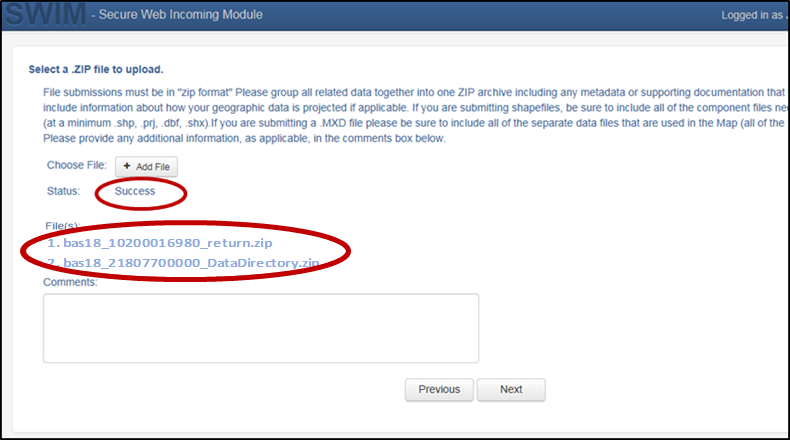 SWIM - Secure Web Incoming Module
Logged in as
Select a .ZIP file to upload.
File submissions must be in "zip format" Please group all related data together into one ZIP archive including any metadata or supporting documentation that
include information about how your geographic data is projected if applicable. If you are submitting shapefiles, be sure to include all of the component files
(at a minimum .shp, .prj, .dbf, .shx).If you are submitting a .MXD file please be sure to include all of the separate data files that are used in the Map (all of the
Please provide any additional information, as applicable, in the comments box below.
Choose File: + Add File
Status: Success
File(s):
1. bas18_10200016980_return.zip
2. bas18_21807700000_DataDirectory.zip
Comments:
Previous Next